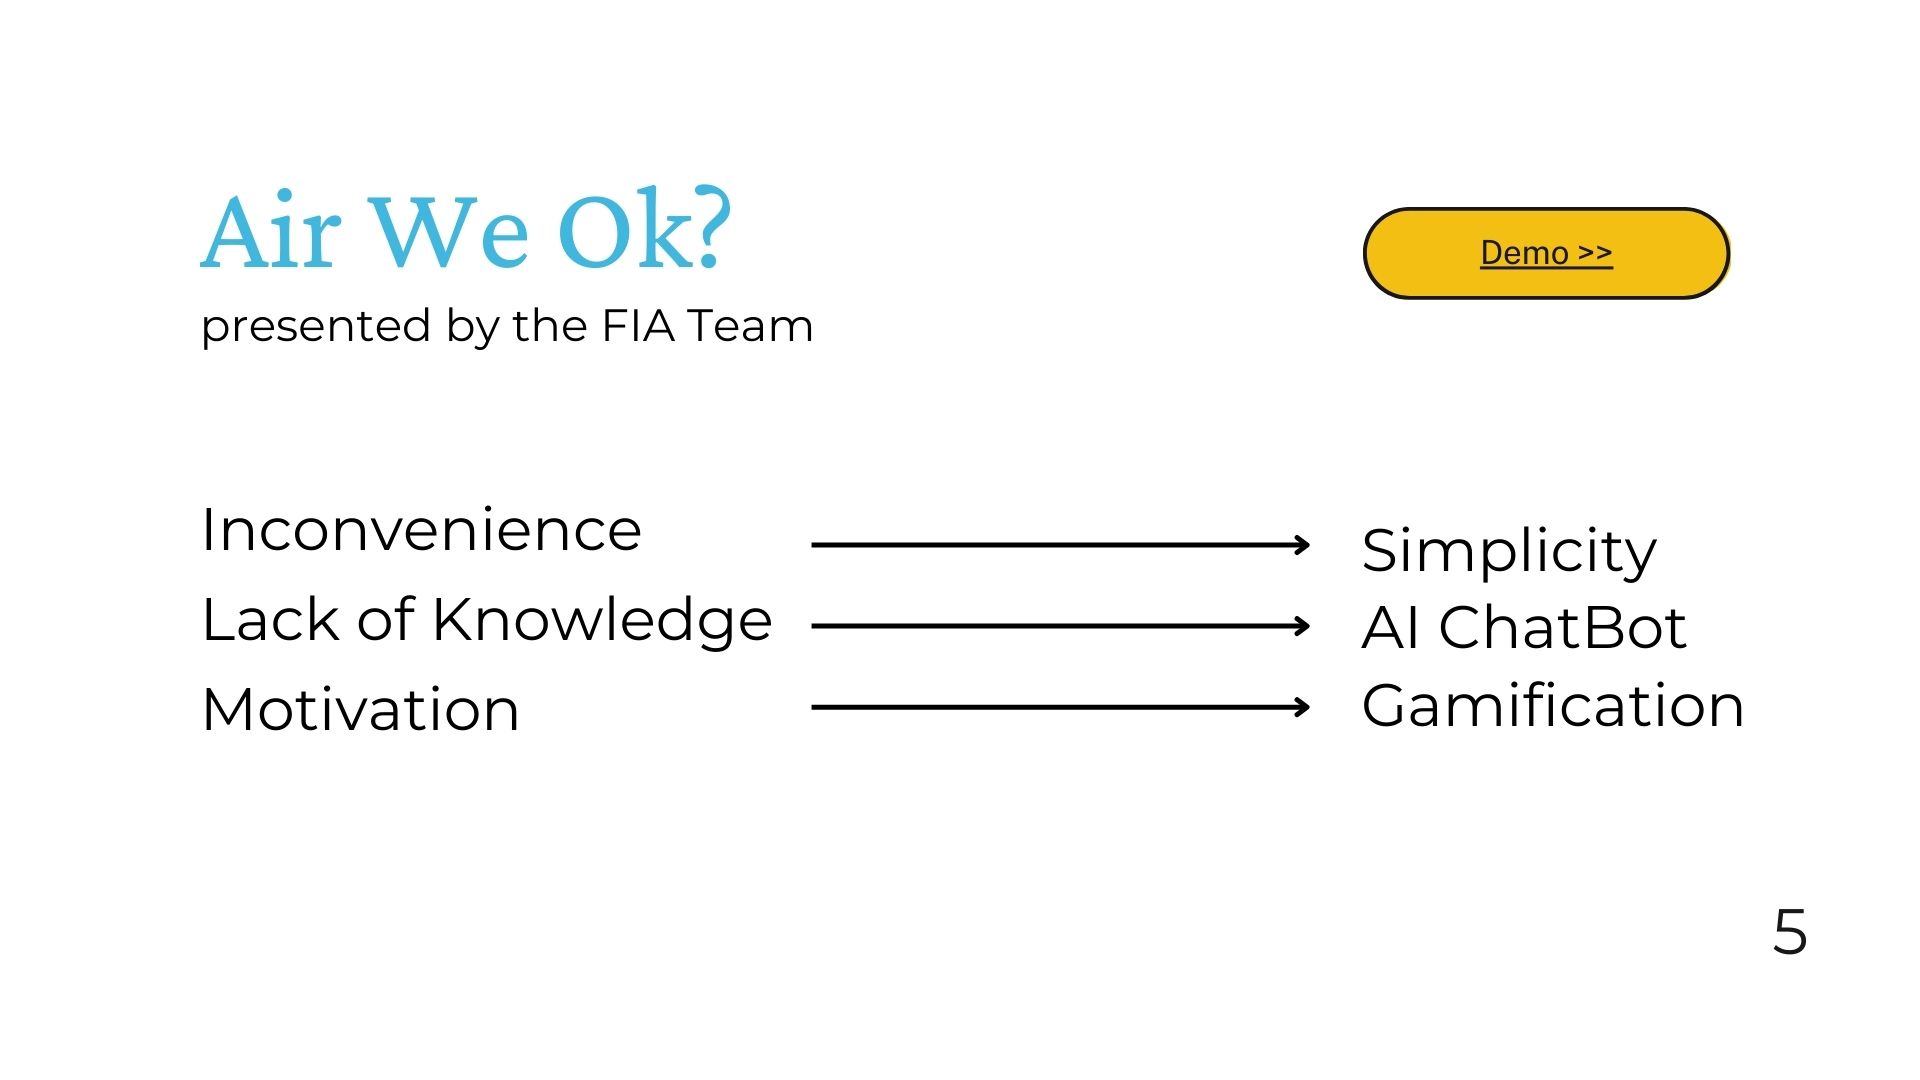 Air We Ok?
presented by the FIA Team
Demo >>
Inconvenience
Lack of Knowledge
Motivation
Simplicity
AI ChatBot
Gamification
5